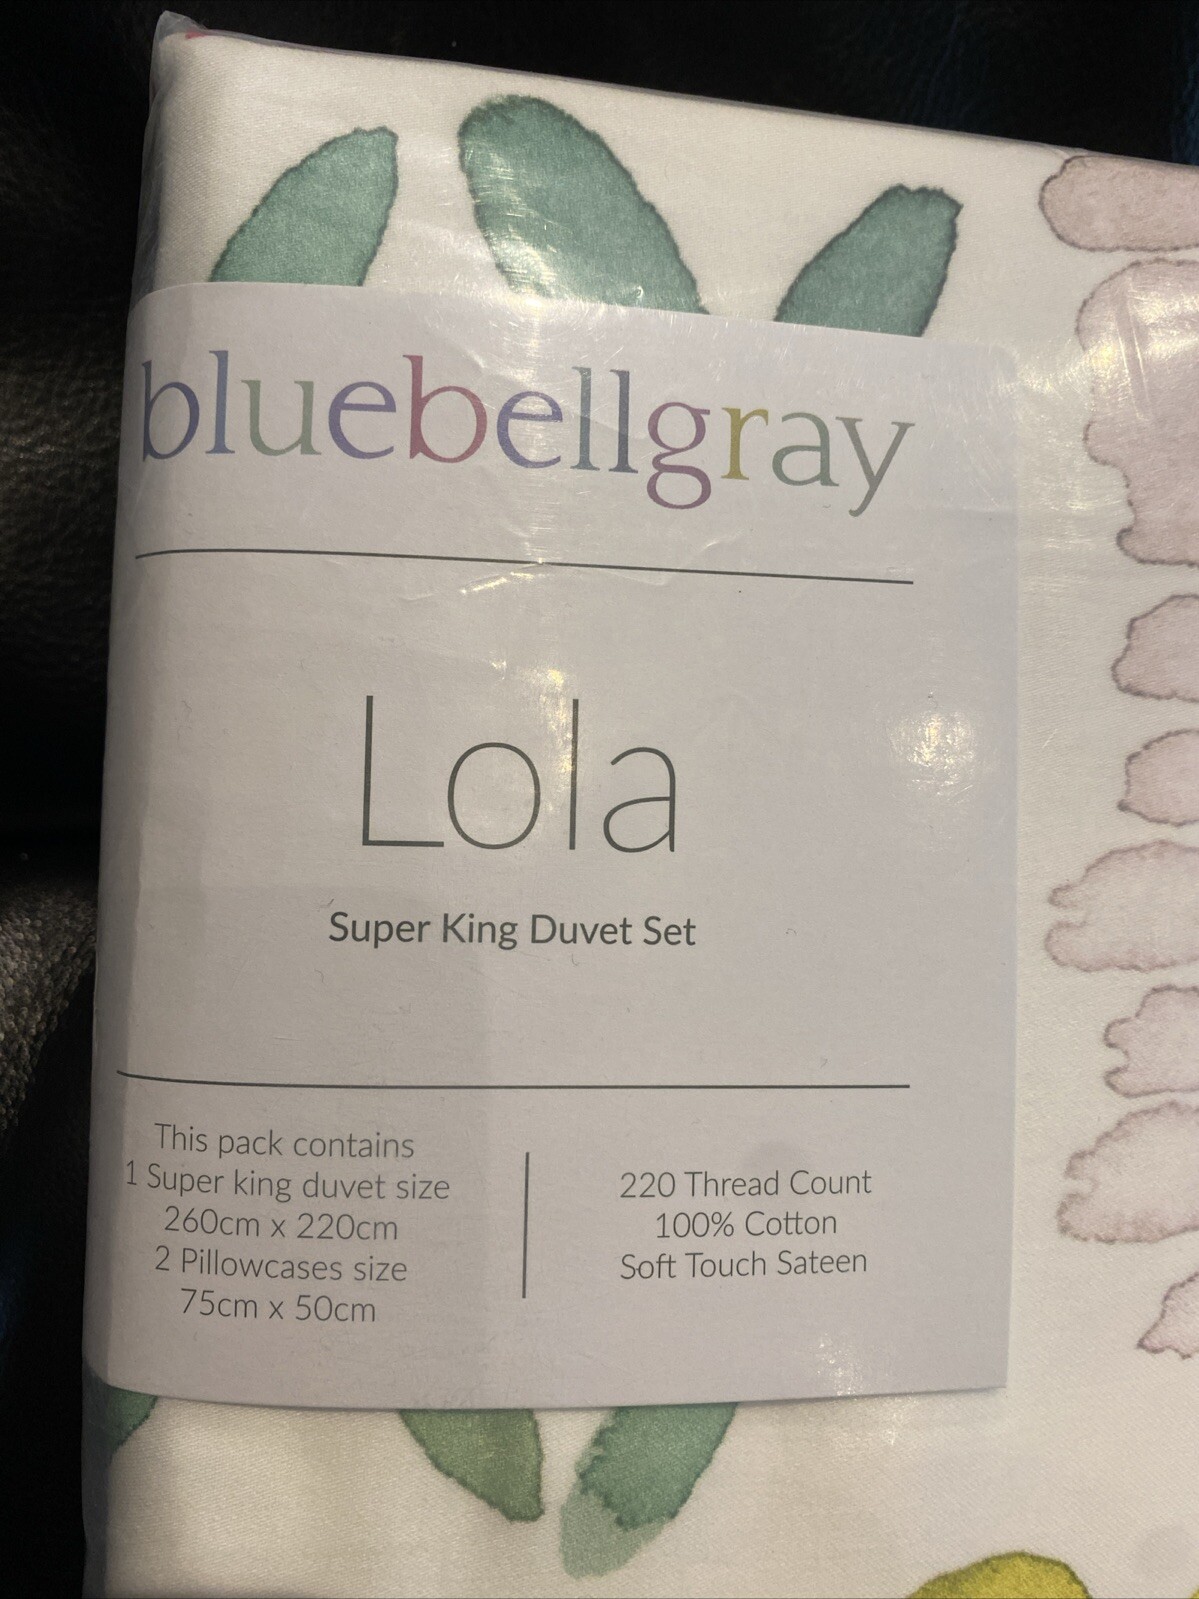 bluebellgray
Lola
Super King Duvet Set
This pack contains
1 Super king duvet size
260cm x 220cm
2 Pillowcases size
75cm x 50cm
220 Thread Count
100% Cotton
Soft Touch Sateen